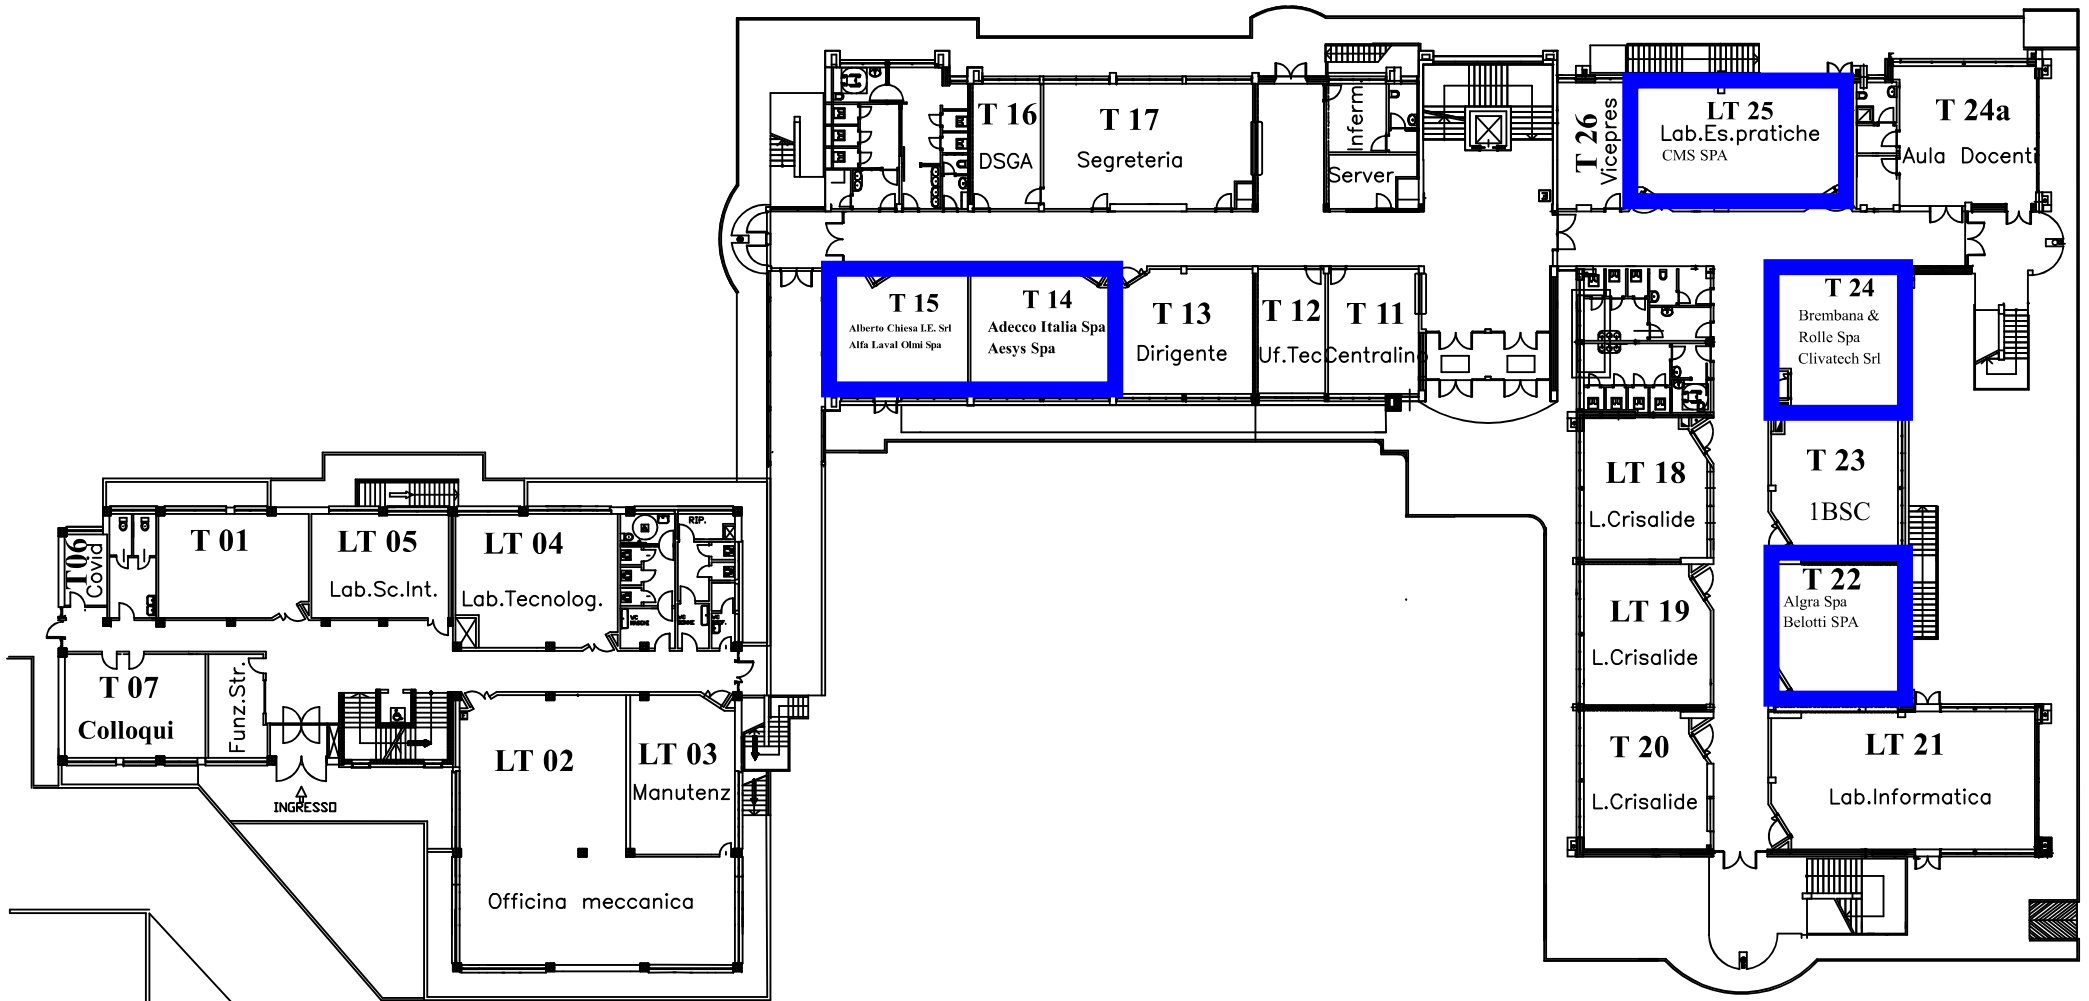 T 16
DSGA
T 17
Segreteria
Inferm
Server
T 26
Vicepres
LT 25
Lab.Es.pratiche
CMS SPA
T 24a
Aula Docenti
T 15
Alberto Chiesa I.E. Srl
Alfa Laval Olmi Spa
T 14
Adecco Italia Spa
Aesys Spa
T 13
Dirigente
T 12
Uf.Tec
T 11
Centralino
T 24
Brembana &
Rolle Spa
Clivatech Srl
LT 18
L.Crisalide
T 23
1BSC
T06
Covid
T 01
LT 05
Lab.Sc.Int.
LT 04
Lab.Tecnolog.
RIP.
LT 19
L.Crisalide
T 22
Algra Spa
Belotti SPA
T 07
Colloqui
Funz.Str.
INGRESSO
LT 02
Officina meccanica
LT 03
Manutenz
T 20
L.Crisalide
LT 21
Lab.Informatica